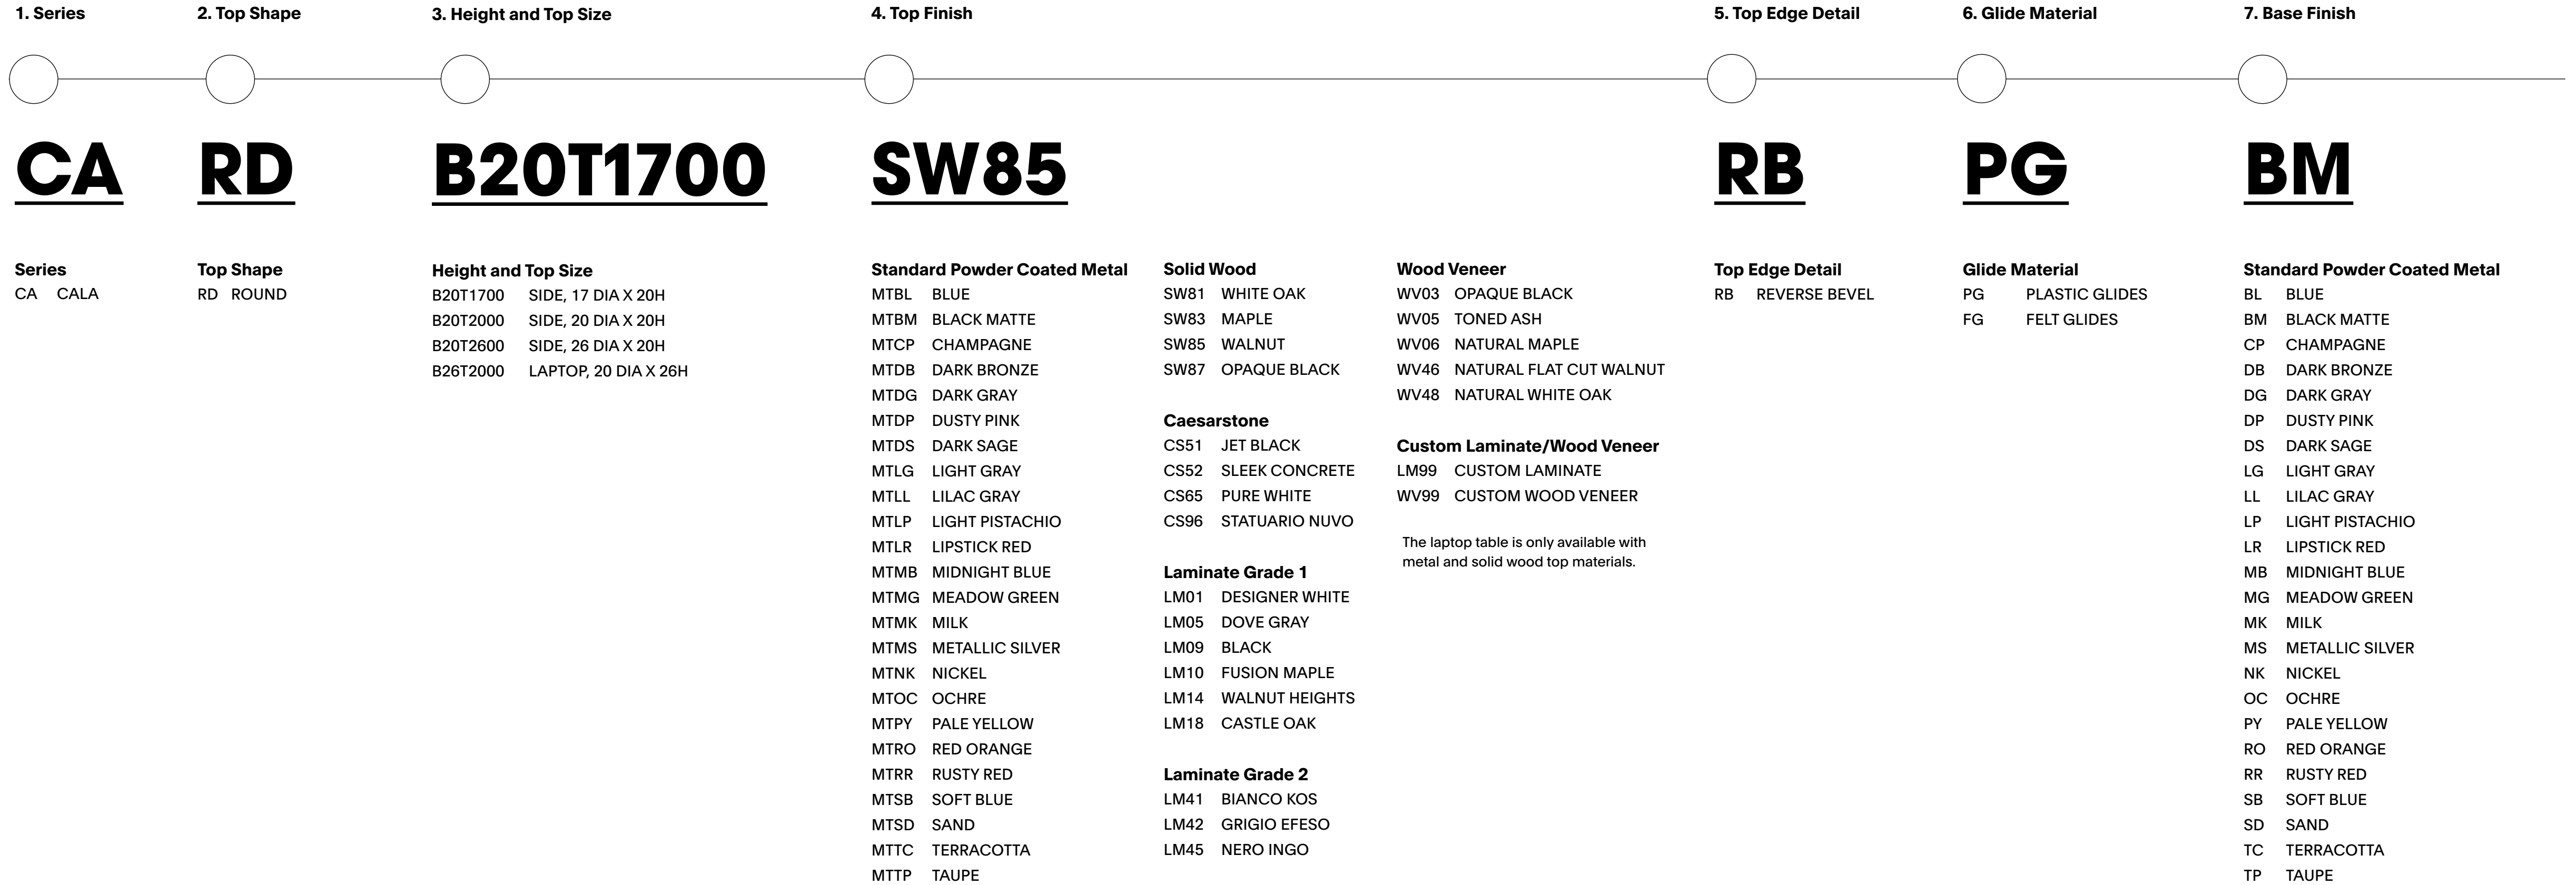 1. Series
2. Top Shape
3. Height and Top Size
4. Top Finish
5. Top Edge Detail
6. Glide Material
7. Base Finish
CA
RD
B20T1700
SW85
RB
PG
BM
Series
CA CALA
Top Shape
RD ROUND
Height and Top Size
B20T1700 SIDE, 17 DIA X 20H
B20T2000 SIDE, 20 DIA X 20H
B20T2600 SIDE, 26 DIA X 20H
B26T2000 LAPTOP, 20 DIA X 26H
Standard Powder Coated Metal
MTBL BLUE
MTBM BLACK MATTE
MTCP CHAMPAGNE
MTDB DARK BRONZE
MTDG DARK GRAY
MTDP DUSTY PINK
MTDS DARK SAGE
MTLG LIGHT GRAY
MTLL LILAC GRAY
MTLP LIGHT PISTACHIO
MTLR LIPSTICK RED
MTMB MIDNIGHT BLUE
MTMG MEADOW GREEN
MTMK MILK
MTMS METALLIC SILVER
MTNK NICKEL
MTOC OCHRE
MTPY PALE YELLOW
MTRO RED ORANGE
MTRR RUSTY RED
MTSB SOFT BLUE
MTSD SAND
MTTC TERRACOTTA
MTTP TAUPE
Solid Wood
SW81 WHITE OAK
SW83 MAPLE
SW85 WALNUT
SW87 OPAQUE BLACK
Caesarstone
CS51 JET BLACK
CS52 SLEEK CONCRETE
CS65 PURE WHITE
CS96 STATUARIO NUVO
Laminate Grade 1
LM01 DESIGNER WHITE
LM05 DOVE GRAY
LM09 BLACK
LM10 FUSION MAPLE
LM14 WALNUT HEIGHTS
LM18 CASTLE OAK
Laminate Grade 2
LM41 BIANCO KOS
LM42 GRIGIO EFESO
LM45 NERO INGO
Wood Veneer
WV03 OPAQUE BLACK
WV05 TONED ASH
WV06 NATURAL MAPLE
WV46 NATURAL FLAT CUT WALNUT
WV48 NATURAL WHITE OAK
Custom Laminate/Wood Veneer
LM99 CUSTOM LAMINATE
WV99 CUSTOM WOOD VENEER
The laptop table is only available with
metal and solid wood top materials.
Top Edge Detail
RB REVERSE BEVEL
Glide Material
PG PLASTIC GLIDES
FG FELT GLIDES
Standard Powder Coated Metal
BL BLUE
BM BLACK MATTE
CP CHAMPAGNE
DB DARK BRONZE
DG DARK GRAY
DP DUSTY PINK
DS DARK SAGE
LG LIGHT GRAY
LL LILAC GRAY
LP LIGHT PISTACHIO
LR LIPSTICK RED
MB MIDNIGHT BLUE
MG MEADOW GREEN
MK MILK
MS METALLIC SILVER
NK NICKEL
OC OCHRE
PY PALE YELLOW
RO RED ORANGE
RR RUSTY RED
SB SOFT BLUE
SD SAND
TC TERRACOTTA
TP TAUPE